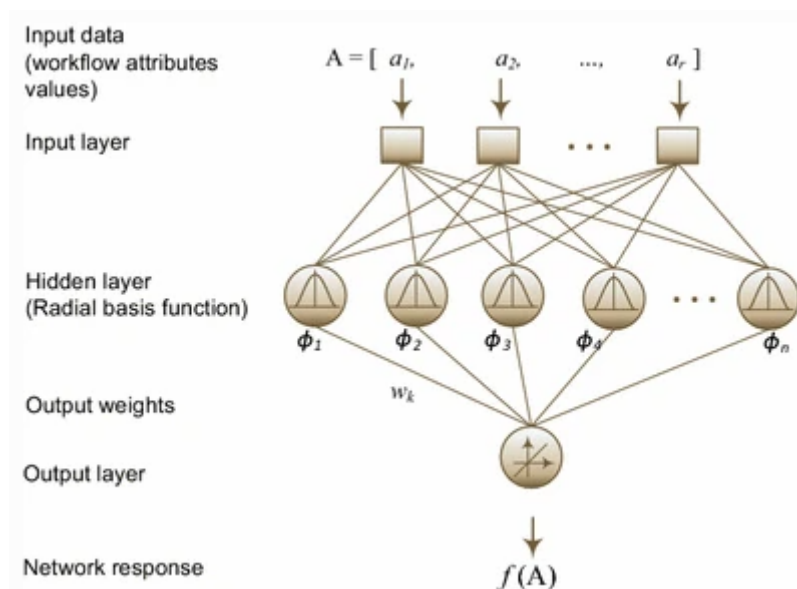 Input data
(workflow attributes
values)
A = [ a1, a2, ..., ar ]
Input layer
Hidden layer
(Radial basis function)
ϕ1 ϕ2 ϕ3 ϕ4 ϕn
Output weights
wk
Output layer
Network response
f(A)